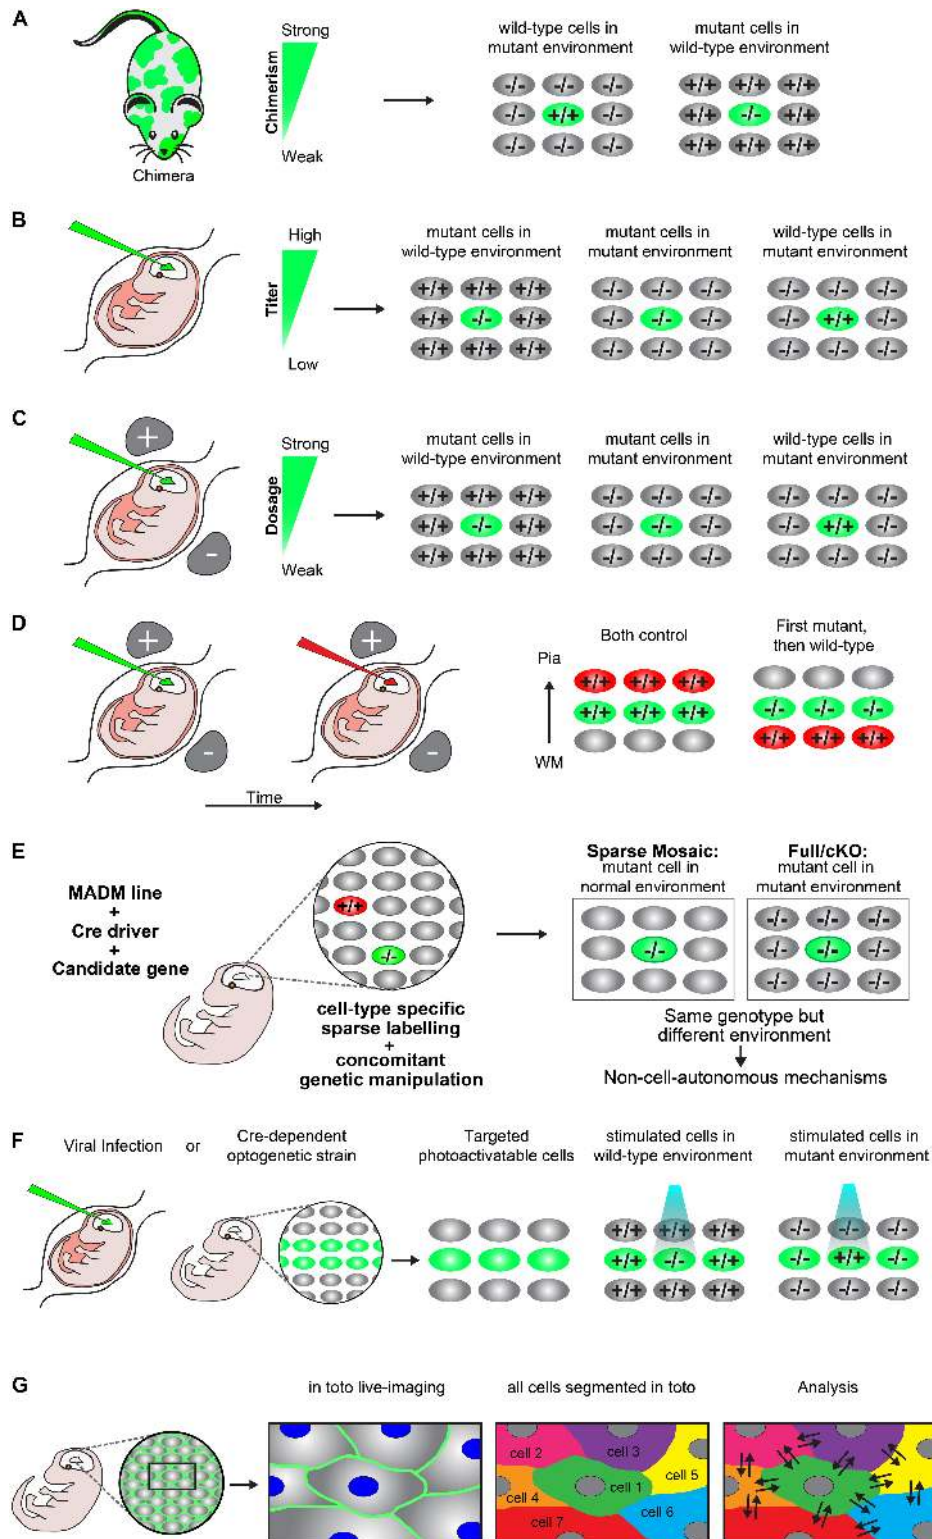 A
Strong
Chimerism
Weak
Chimera
wild-type cells in
mutant environment
-/- -/- -/-
-/- +/+ -/-
-/- -/- -/-
mutant cells in
wild-type environment
+/+ +/+ +/+
+/+ -/- +/+
+/+ +/+ +/+
B
High
Titer
Low
mutant cells in
wild-type environment
+/+ +/+ +/+
+/+ -/- +/+
+/+ +/+ +/+
mutant cells in
mutant environment
-/- -/- -/-
-/- -/- -/-
-/- -/- -/-
wild-type cells in
mutant environment
-/- -/- -/-
-/- +/+ -/-
-/- -/- -/-
C
+
-
Strong
Dosage
Weak
mutant cells in
wild-type environment
+/+ +/+ +/+
+/+ -/- +/+
+/+ +/+ +/+
mutant cells in
mutant environment
-/- -/- -/-
-/- -/- -/-
-/- -/- -/-
wild-type cells in
mutant environment
-/- -/- -/-
-/- +/+ -/-
-/- -/- -/-
D
+
-
+
-
Time
Pia
WM
Both control
+/+ +/+ +/+
+/+ +/+ +/+
First mutant,
then wild-type
-/- -/- -/-
+/+ +/+ +/+
E
MADM line
+
Cre driver
+
Candidate gene
+/+
-/-
cell-type specific
sparse labelling
+
concomitant
genetic manipulation
Sparse Mosaic:
mutant cell in
normal environment
-/-
Full/cKO:
mutant cell in
mutant environment
-/- -/- -/-
-/- -/- -/-
-/- -/- -/-
Same genotype but
different environment
Non-cell-autonomous mechanisms
F
Viral Infection or
Cre-dependent
optogenetic strain
Targeted
photoactivatable cells
stimulated cells in
wild-type environment
+/+ +/+ +/+
+/+ -/- +/+
+/+ +/+ +/+
stimulated cells in
mutant environment
-/- -/- -/-
-/- +/+ -/-
-/- -/- -/-
G
in toto live-imaging
all cells segmented in toto
cell 2
cell 3
cell 5
cell 1
cell 4
cell 6
cell 7
Analysis